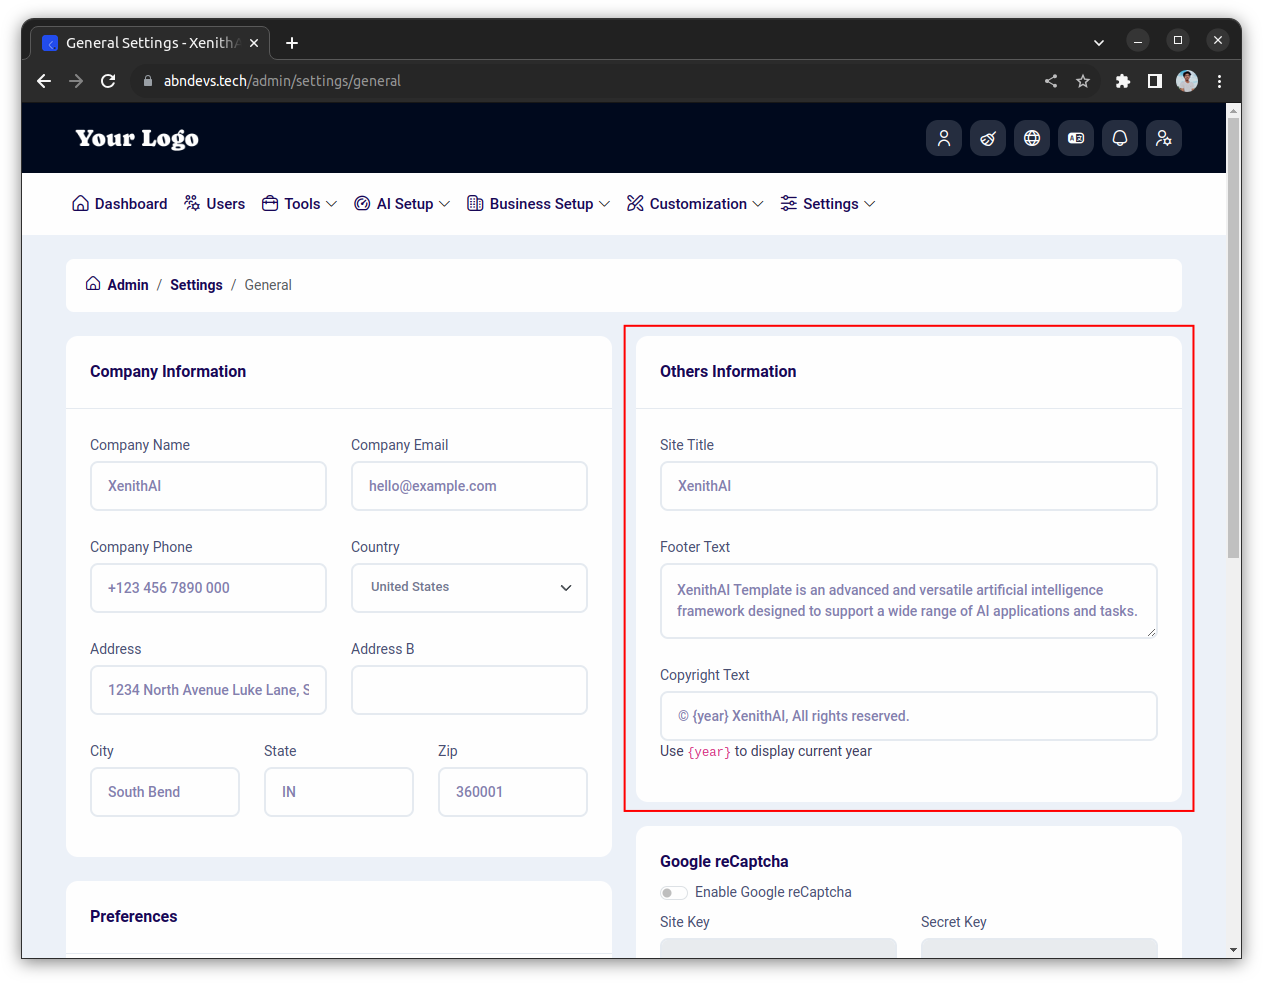 General Settings - XenithA
abndevs.tech/admin/settings/general
Your Logo
Dashboard Users Tools AI Setup Business Setup Customization Settings
Admin / Settings / General
Company Information
Company Name Company Email
XenithAI hello@example.com
Company Phone Country
+123 456 7890 000 United States
Address Address B
1234 North Avenue Luke Lane, S
City State Zip
South Bend IN 360001
Preferences
Others Information
Site Title
XenithAI
Footer Text
XenithAI Template is an advanced and versatile artificial intelligence
framework designed to support a wide range of AI applications and tasks.
Copyright Text
© {year} XenithAI, All rights reserved.
Use {year} to display current year
Google reCaptcha
Enable Google reCaptcha
Site Key Secret Key